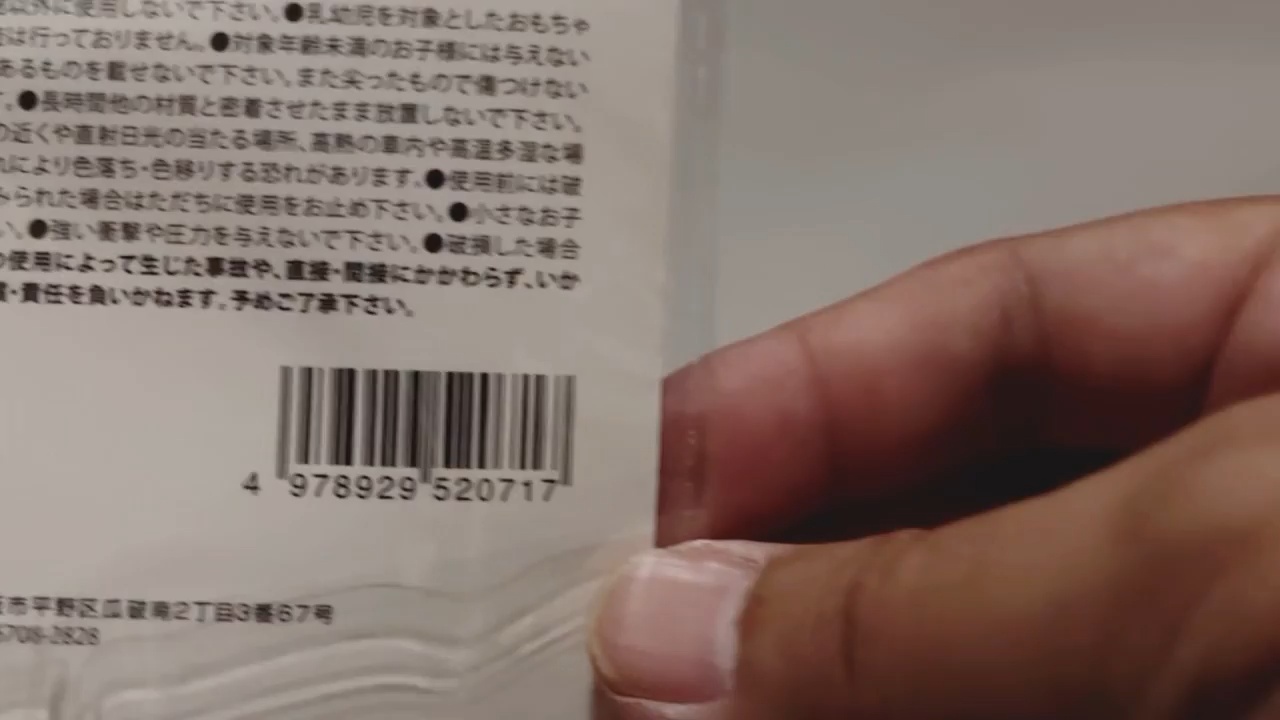 以外に使用しないで下さい。●乳幼児を対象としたおもちゃ
は行っておりません。●対象年齢未満のお子様には与えない
あるものを載せないで下さい。また尖ったもので傷つけない
す。●長時間他の材質と密着させたまま放置しないで下さい。
の近くや直射日光の当たる場所、高熱の車内や高温多湿な場
れにより色落ち・色移りする恐れがあります。●使用前には破
みられた場合はただちに使用をお止め下さい。●小さなお子
い。●強い衝撃や圧力を与えないで下さい。●破損した場合
の使用によって生じた事故や、直接・間接にかかわらず、いか
責任を負いかねます。予めご了承下さい。
4 978929 520717
市平野区瓜破南2丁目3番67号
5708-2828